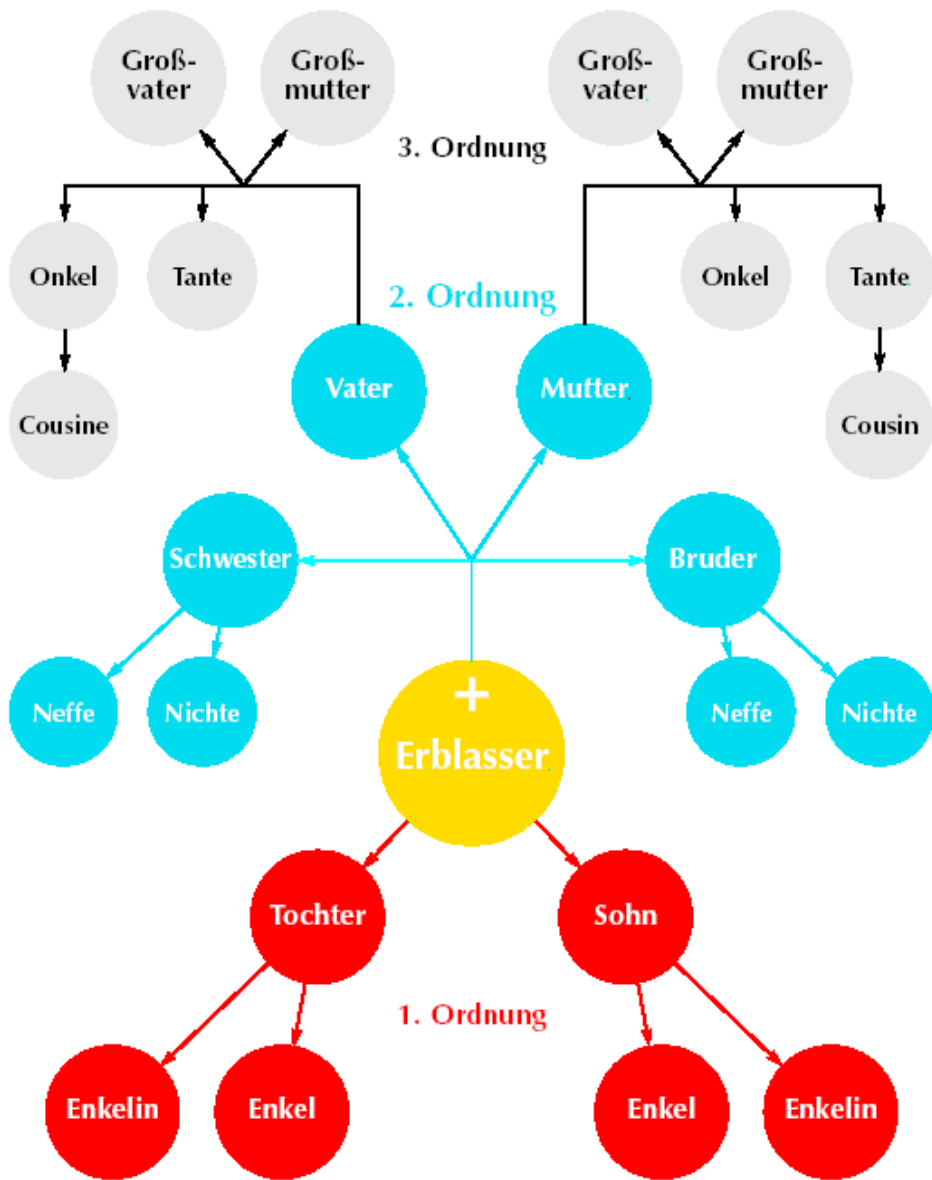 Groß-
vater
Groß-
mutter
Groß-
vater
Groß-
mutter
3. Ordnung
Onkel
Tante
Onkel
Tante
2. Ordnung
Vater
Mutter
Cousine
Cousin
Schwester
Bruder
Neffe
Nichte
Neffe
Nichte
+
Erblasser
Tochter
Sohn
1. Ordnung
Enkelin
Enkel
Enkel
Enkelin